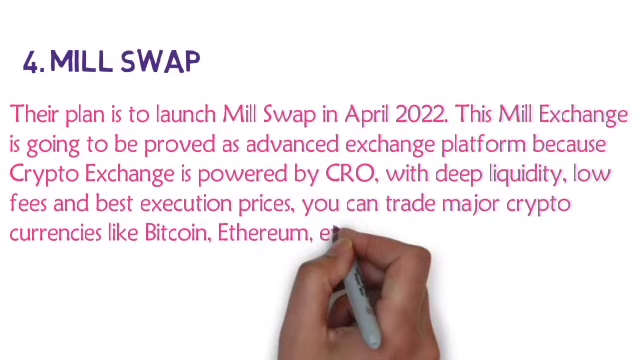 4. MILL SWAP
Their plan is to launch Mill Swap in April 2022. This Mill Exchange
is going to be proved as advanced exchange platform because
Crypto Exchange is powered by CRO, with deep liquidity, low
fees and best execution prices, you can trade major crypto
currencies like Bitcoin, Ethereum, e